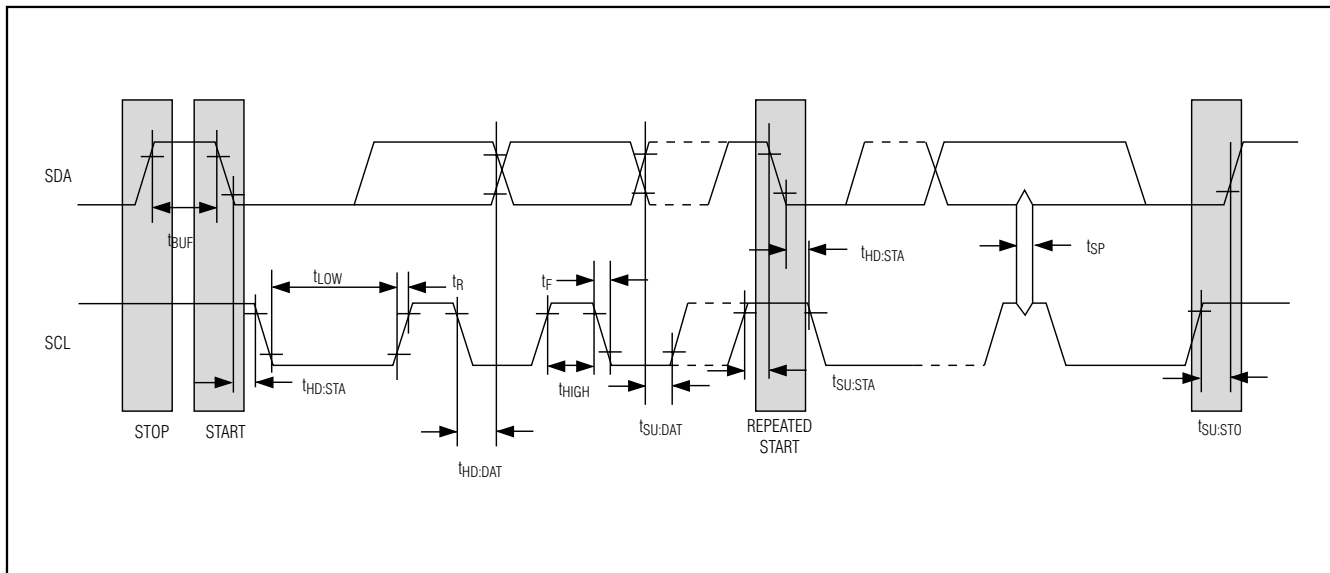 SDA
tBUF
tLOW
tR
tF
tHD:STA
tSP
SCL
tHD:STA
tHIGH
tSU:STA
STOP
START
tSU:DAT
REPEATED
START
tSU:STO
tHD:DAT